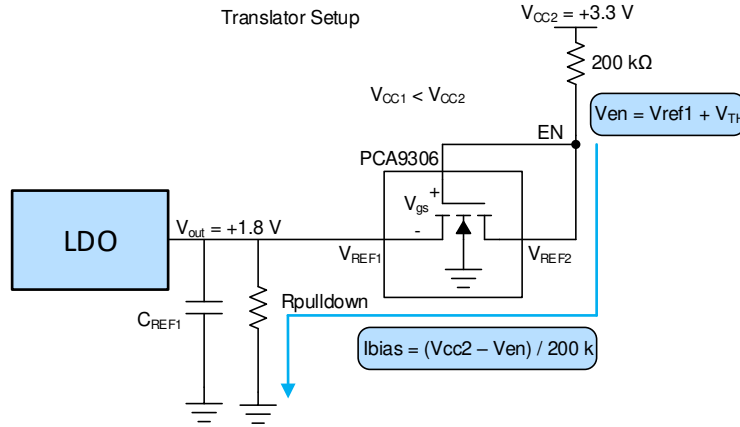 Translator Setup
VCC2 = +3.3 V
200 kΩ
VCC1 < VCC2
Ven = Vref1 + VTH
EN
PCA9306
Vgs
+
-
LDO
Vout = +1.8 V
VREF1
VREF2
Rpulldown
CREF1
Ibias = (Vcc2 – Ven) / 200 k